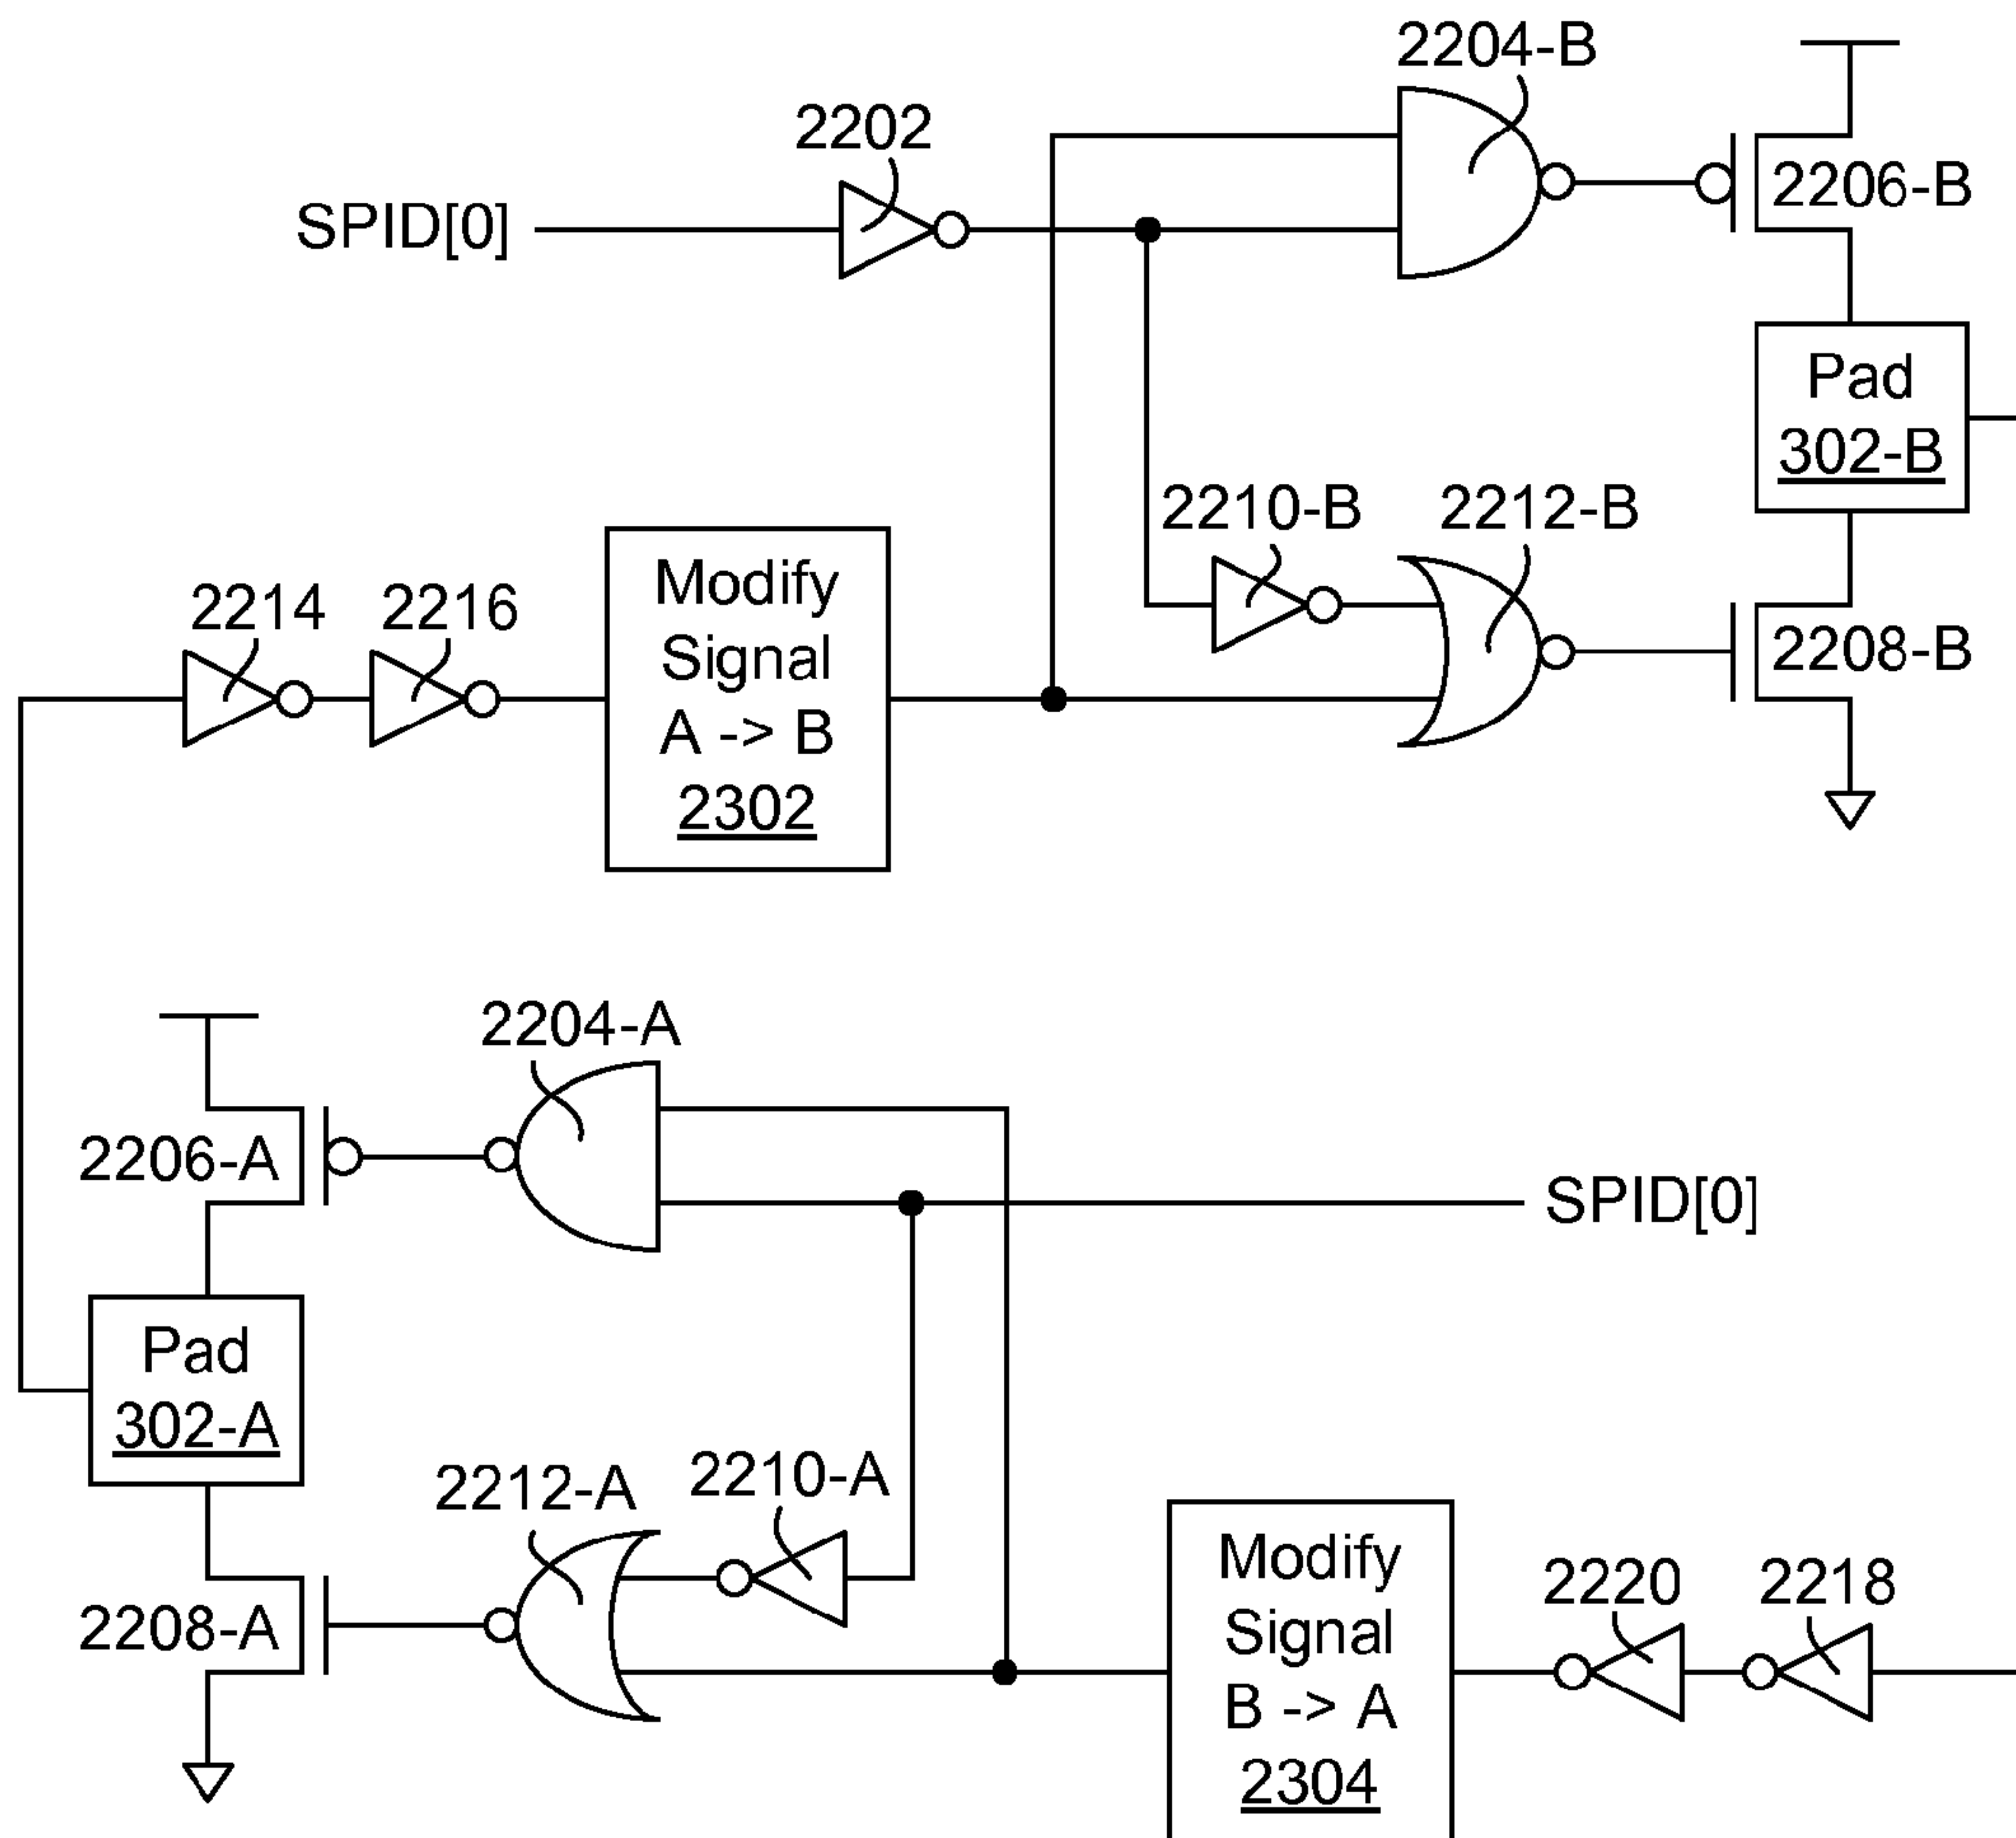 2204-B
2202
SPID[0]
2206-B
Pad
302-B
2210-B
2212-B
2214
2216
Modify
Signal
A -> B
2302
2208-B
2204-A
2206-A
SPID[0]
Pad
302-A
2212-A
2210-A
2208-A
Modify
Signal
B -> A
2304
2220
2218